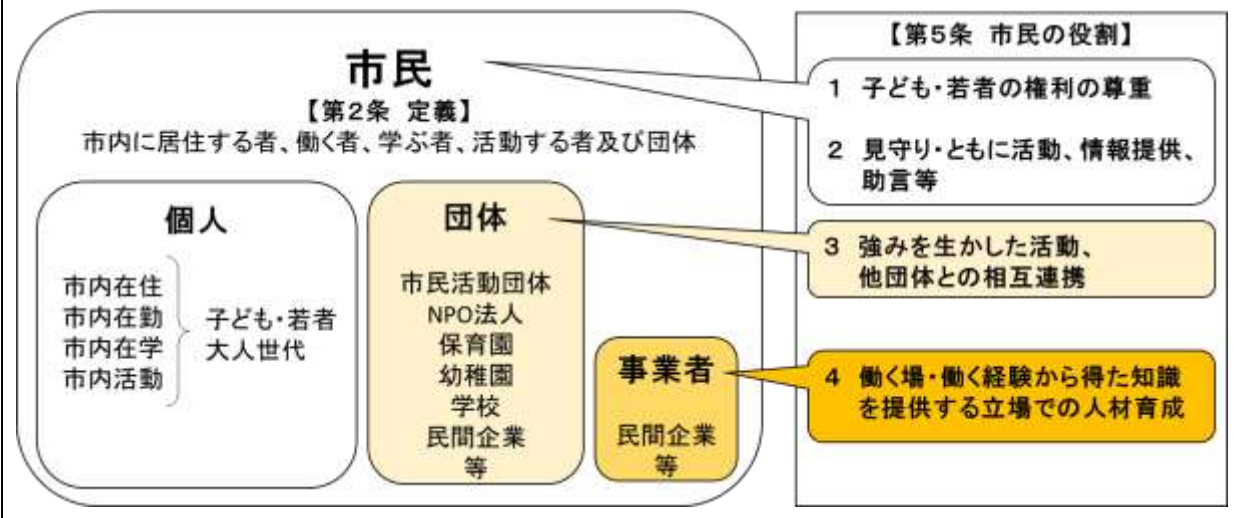 市民
【第2条 定義】
市内に居住する者、働く者、学ぶ者、活動する者及び団体
個人
市内在住
市内在勤
市内在学
市内活動
子ども・若者
大人世代
団体
市民活動団体
NPO法人
保育園
幼稚園
学校
民間企業
等
事業者
民間企業
等
【第5条 市民の役割】
1 子ども・若者の権利の尊重
2 見守り・ともに活動、情報提供、
助言等
3 強みを生かした活動、
他団体との相互連携
4 働く場・働く経験から得た知識
を提供する立場での人材育成